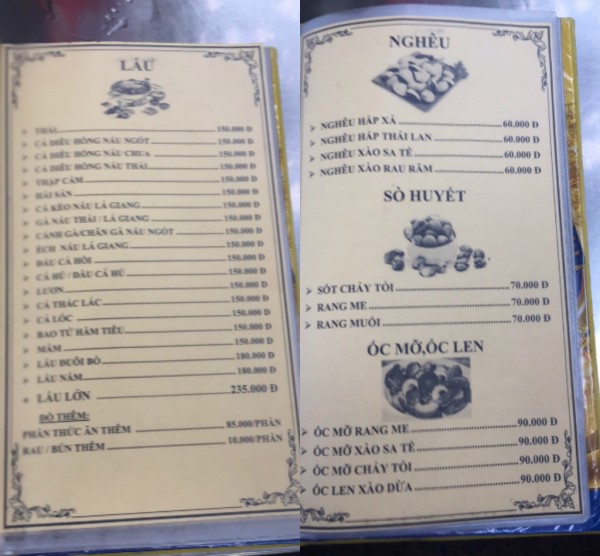 LẨU
THÁI 150.000 Đ
CÁ DIÊU HỒNG NẤU NGÓT 150.000 Đ
CÁ DIÊU HỒNG NẤU CHUA 150.000 Đ
CÁ DIÊU HỒNG NẤU THÁI 150.000 Đ
THẬP CẨM 150.000 Đ
HẢI SẢN 150.000 Đ
CÁ KÈO NẤU LÁ GIANG 150.000 Đ
GÀ NẤU THÁI / LÁ GIANG 150.000 Đ
CÁNH GÀ/CHÂN GÀ NẤU NGÓT 150.000 Đ
ẾCH NẤU LÁ GIANG 150.000 Đ
ĐẦU CÁ HỒI 150.000 Đ
CÁ HÚ / ĐẦU CÁ HÚ 150.000 Đ
LƯƠN 150.000 Đ
CÁ THÁC LÁC 150.000 Đ
CÁ LÓC 150.000 Đ
BAO TỬ HẦM TIÊU 150.000 Đ
MẮM 150.000 Đ
LẨU ĐUÔI BÒ 180.000 Đ
LẨU NẤM 180.000 Đ
LẨU LỚN 235.000 Đ
ĐỒ THÊM:
PHẦN THỨC ĂN THÊM 85.000/PHẦN
RAU / BÚN THÊM 10.000/PHẦN
NGHÊU
NGHÊU HẤP XẢ 60.000 Đ
NGHÊU HẤP THÁI LAN 60.000 Đ
NGHÊU XÀO SA TẾ 60.000 Đ
NGHÊU XÀO RAU RĂM 60.000 Đ
SÒ HUYẾT
SỐT CHÁY TỎI 70.000 Đ
RANG ME 70.000 Đ
RANG MUỐI 70.000 Đ
ỐC MỠ,ỐC LEN
ỐC MỠ RANG ME 90.000 Đ
ỐC MỠ XÀO SA TẾ 90.000 Đ
ỐC MỠ CHÁY TỎI 90.000 Đ
ỐC LEN XÀO DỪA 90.000 Đ